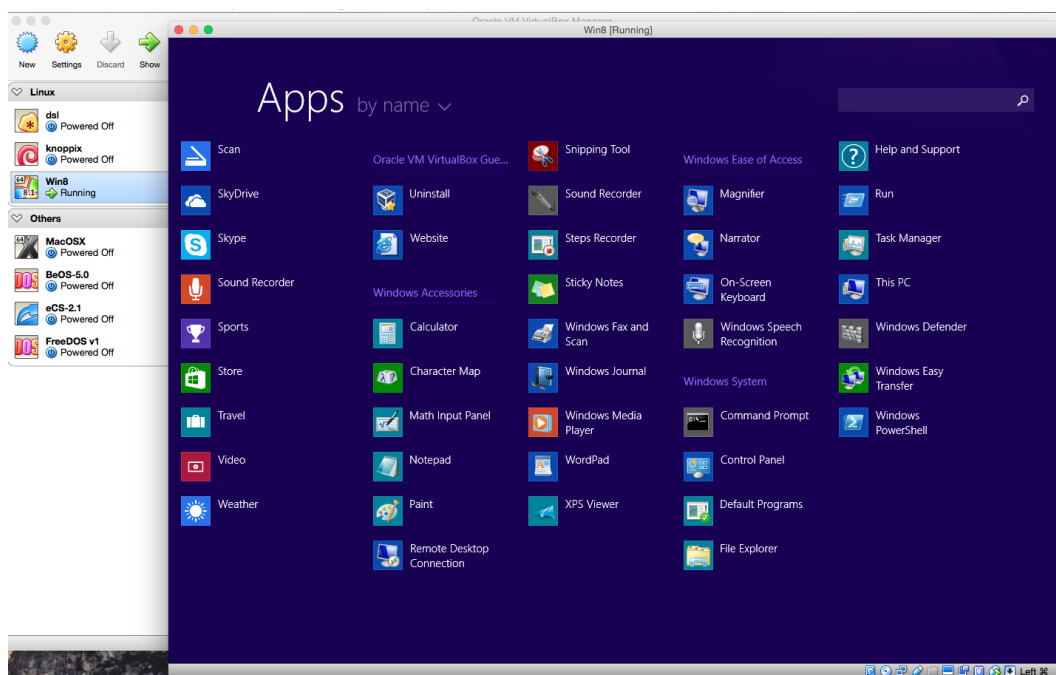 Oracle VM VirtualBox Manager
Win8 [Running]
New
Settings
Discard
Show
Linux
dsl
Powered Off
knoppix
Powered Off
64
8.1
Win8
Running
Others
64
MacOSX
Powered Off
DOS
BeOS-5.0
Powered Off
eCS-2.1
Powered Off
DOS
FreeDOS v1
Powered Off
Apps by name
Scan
SkyDrive
Skype
Sound Recorder
Sports
Store
Travel
Video
Weather
Oracle VM VirtualBox Gue...
Uninstall
Website
Windows Accessories
Calculator
Character Map
Math Input Panel
Notepad
Paint
Remote Desktop
Connection
Snipping Tool
Sound Recorder
Steps Recorder
Sticky Notes
Windows Fax and
Scan
Windows Journal
Windows Media
Player
WordPad
XPS Viewer
Windows Ease of Access
Magnifier
Narrator
On-Screen
Keyboard
Windows Speech
Recognition
Windows System
Command Prompt
Control Panel
Default Programs
File Explorer
Help and Support
Run
Task Manager
This PC
Windows Defender
Windows Easy
Transfer
Windows
PowerShell
Left ⌘